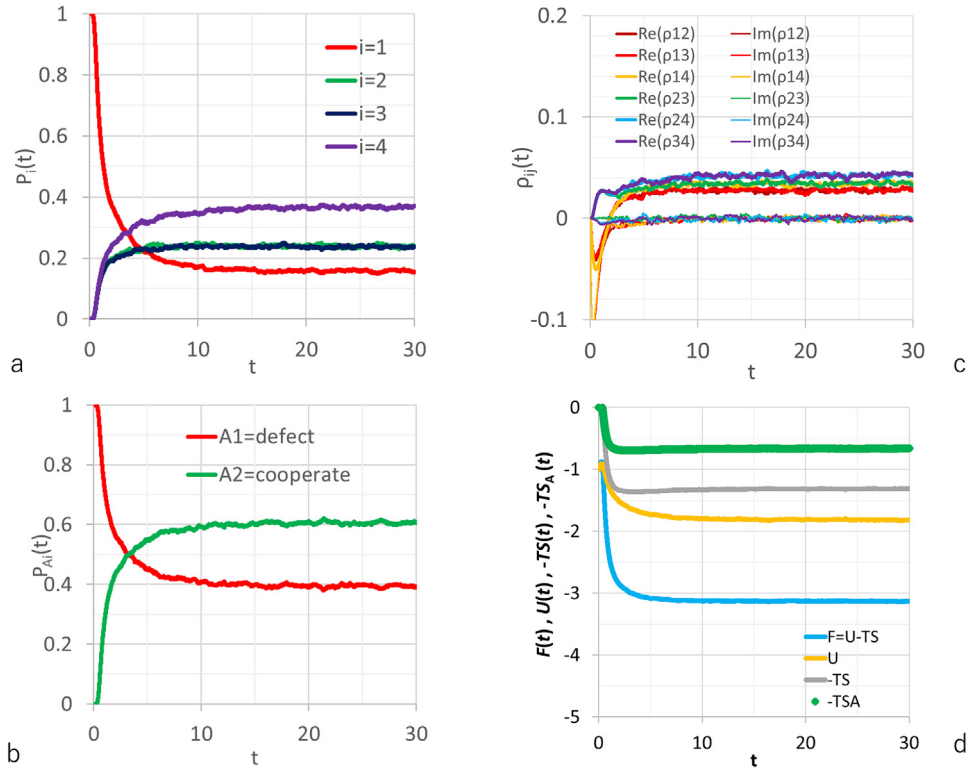 1
0.8
0.6
0.4
0.2
0
P_i(t)
i=1
i=2
i=3
i=4
0 10 20 30
t
a
0.2
0.1
0
-0.1
ρ_ij(t)
Re(ρ12) Im(ρ12)
Re(ρ13) Im(ρ13)
Re(ρ14) Im(ρ14)
Re(ρ23) Im(ρ23)
Re(ρ24) Im(ρ24)
Re(ρ34) Im(ρ34)
0 10 20 30
t
c
1
0.8
0.6
0.4
0.2
0
P_Ai(t)
A1=defect
A2=cooperate
0 10 20 30
t
b
0
-1
-2
-3
-4
-5
F(t) , U(t) , -TS(t) , -TS_A (t)
F=U-TS
U
-TS
-TSA
0 10 20 30
t
d